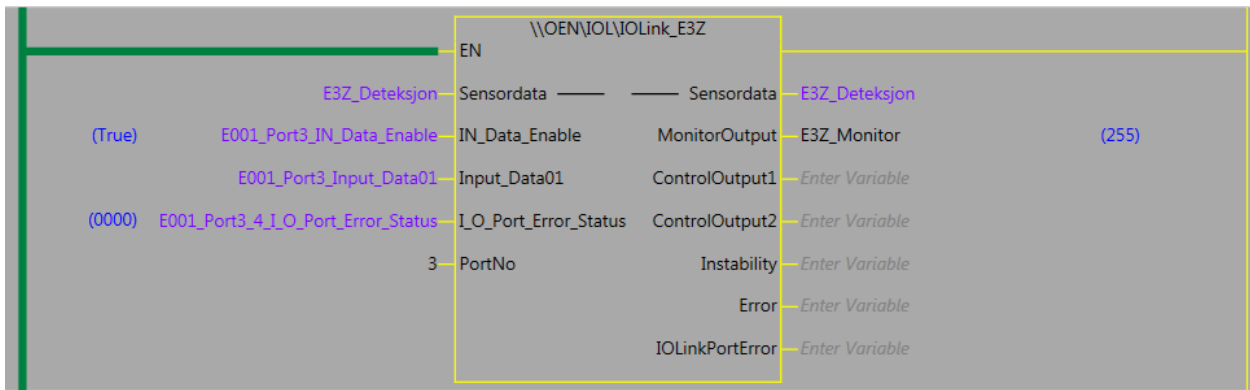 \\OEN\IOL\IOLink_E3Z
EN
E3Z_Deteksjon Sensordata Sensordata E3Z_Deteksjon
(True) E001_Port3_IN_Data_Enable IN_Data_Enable MonitorOutput E3Z_Monitor (255)
E001_Port3_Input_Data01 Input_Data01 ControlOutput1 Enter Variable
(0000) E001_Port3_4_I_O_Port_Error_Status I_O_Port_Error_Status ControlOutput2 Enter Variable
3 PortNo Instability Enter Variable
Error Enter Variable
IOLinkPortError Enter Variable